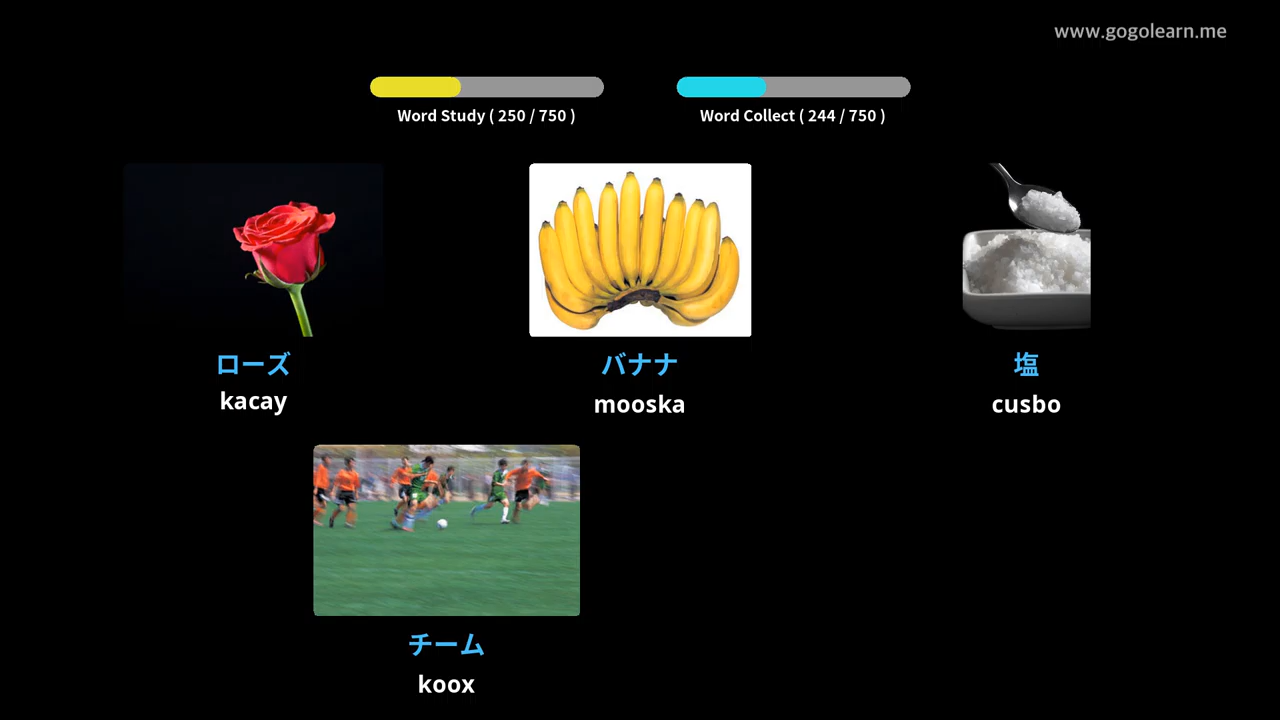 www.gogolearn.me
Word Study ( 250 / 750 )
Word Collect ( 244 / 750 )
ローズ
kacay
バナナ
mooska
塩
cusbo
チーム
koox